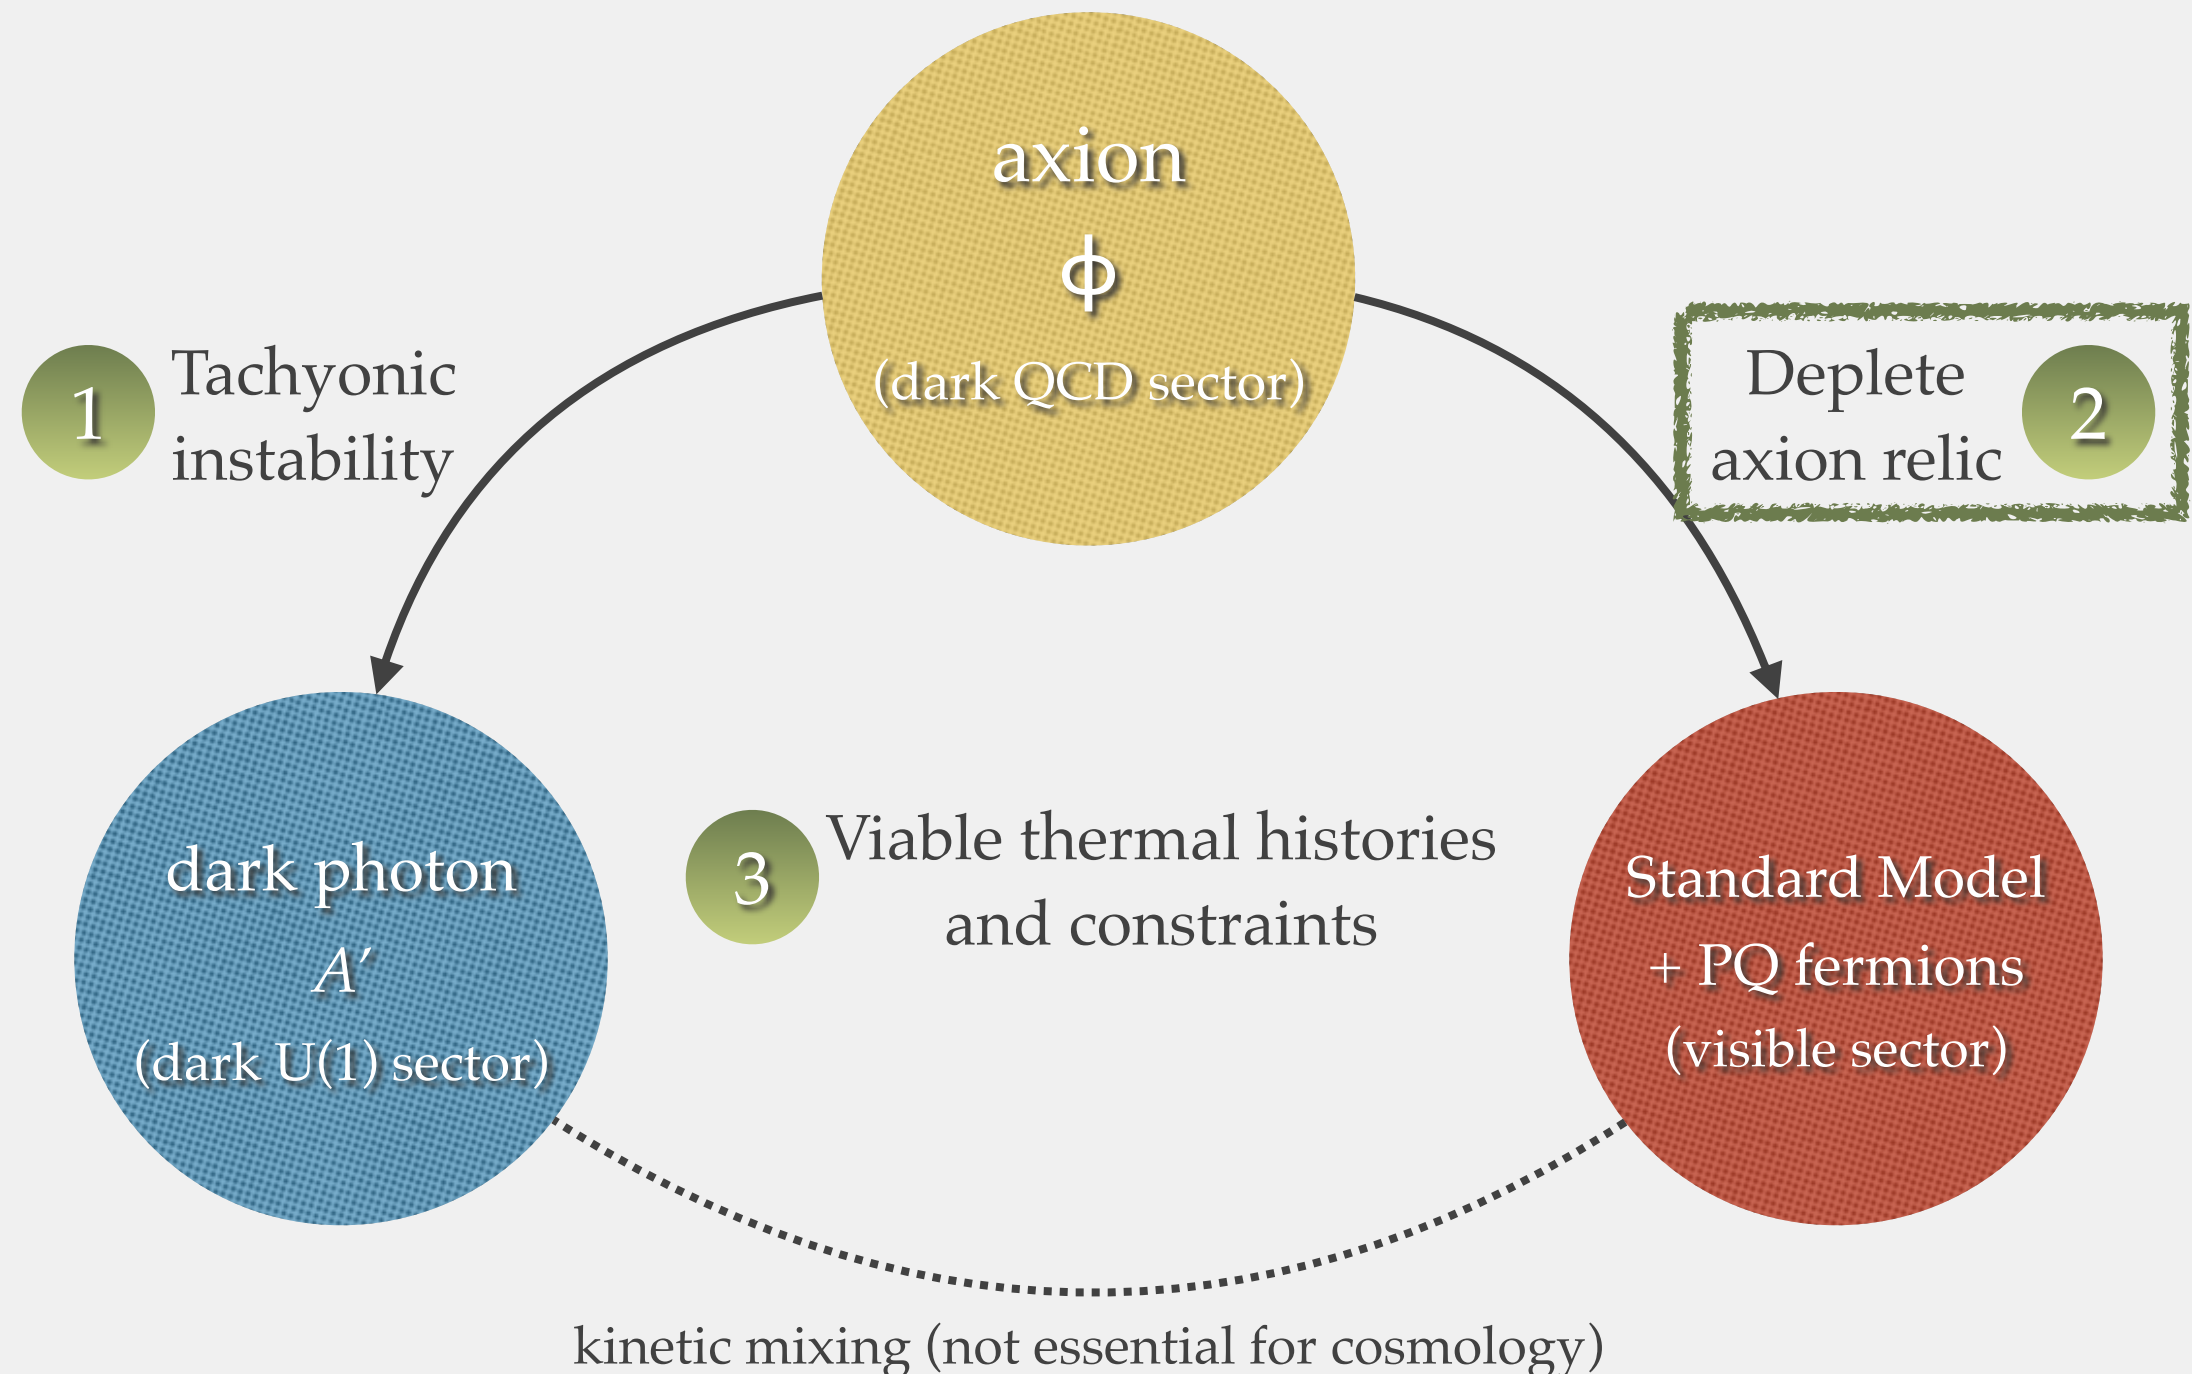 axion
ϕ
(dark QCD sector)
1
Tachyonic
instability
Deplete
axion relic
2
dark photon
A′
(dark U(1) sector)
3
Viable thermal histories
and constraints
Standard Model
+ PQ fermions
(visible sector)
kinetic mixing (not essential for cosmology)